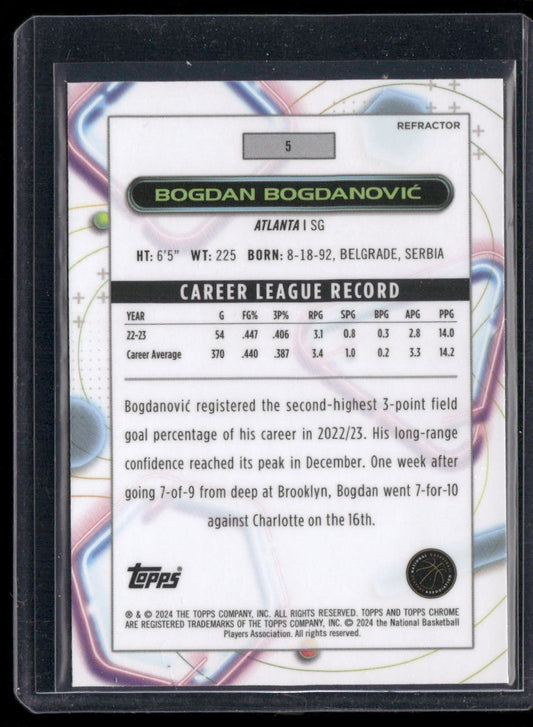 REFRACTOR
5
BOGDAN BOGDANOVIĆ
ATLANTA | SG
HT: 6'5" WT: 225 BORN: 8-18-92, BELGRADE, SERBIA
CAREER LEAGUE RECORD
YEAR G FG% 3P% RPG SPG BPG APG PPG
22-23 54 .447 .406 3.1 0.8 0.3 2.8 14.0
Career Average 370 .440 .387 3.4 1.0 0.2 3.3 14.2
Bogdanović registered the second-highest 3-point field
goal percentage of his career in 2022/23. His long-range
confidence reached its peak in December. One week after
going 7-of-9 from deep at Brooklyn, Bogdan went 7-for-10
against Charlotte on the 16th.
topps
NATIONAL BASKETBALL PLAYERS ASSOCIATION
® & © 2024 THE TOPPS COMPANY, INC. ALL RIGHTS RESERVED. TOPPS AND TOPPS CHROME
ARE REGISTERED TRADEMARKS OF THE TOPPS COMPANY, INC. © 2024 the National Basketball
Players Association. All rights reserved.